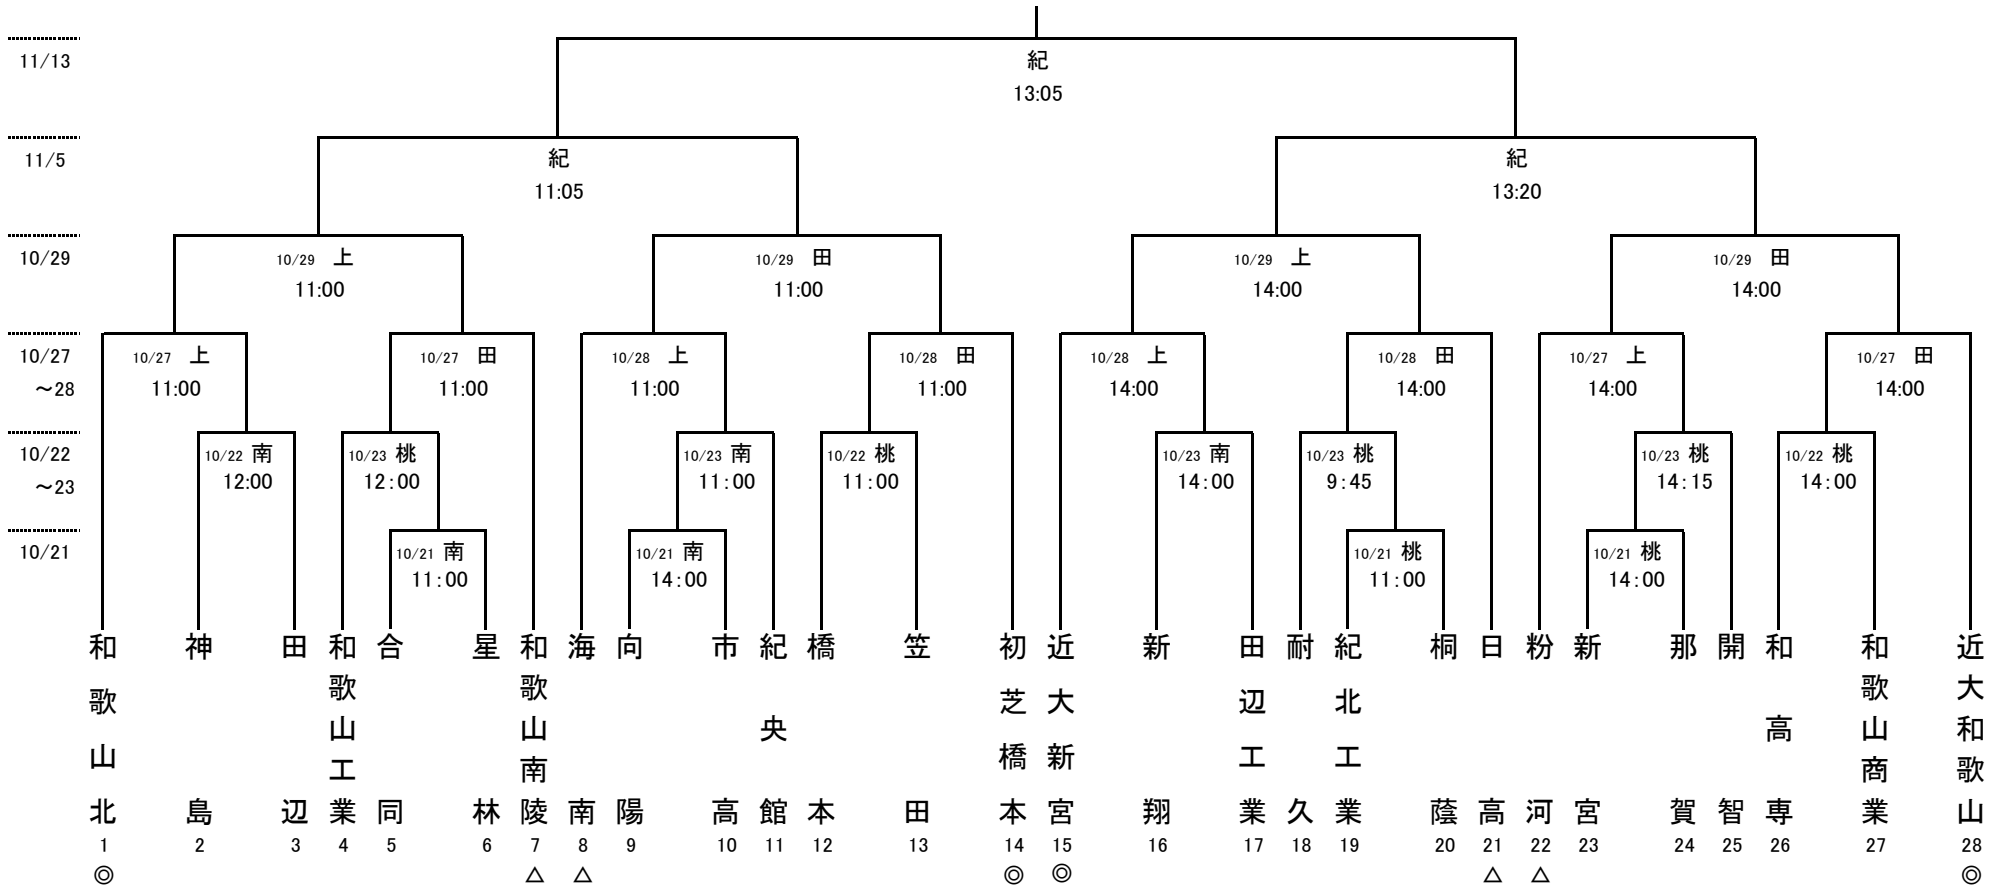 11/13
紀
13:05
11/5
紀
11:05
紀
13:20
10/29
10/29 上
11:00
10/29 田
11:00
10/29 上
14:00
10/29 田
14:00
10/27
～28
10/27 上
11:00
10/27 田
11:00
10/28 上
11:00
10/28 田
11:00
10/28 上
14:00
10/28 田
14:00
10/27 上
14:00
10/27 田
14:00
10/22
～23
10/22 南
12:00
10/23 桃
12:00
10/23 南
11:00
10/22 桃
11:00
10/23 南
14:00
10/23 桃
9:45
10/23 桃
14:15
10/22 桃
14:00
10/21
10/21 南
11:00
10/21 南
14:00
10/21 桃
11:00
10/21 桃
14:00
和歌山北
1
◎
神島
2
田辺
3
和歌山工業
4
合同
5
星林
6
和歌山南陵
7
△
海南
8
△
向陽
9
市高
10
紀央館
11
橋本
12
笠田
13
初芝橋本
14
◎
近大新宮
15
◎
新翔
16
田辺工業
17
耐久
18
紀北工業
19
桐蔭
20
日高
21
△
粉河
22
△
新宮
23
那賀
24
開智
25
和高専
26
和歌山商業
27
近大和歌山
28
◎